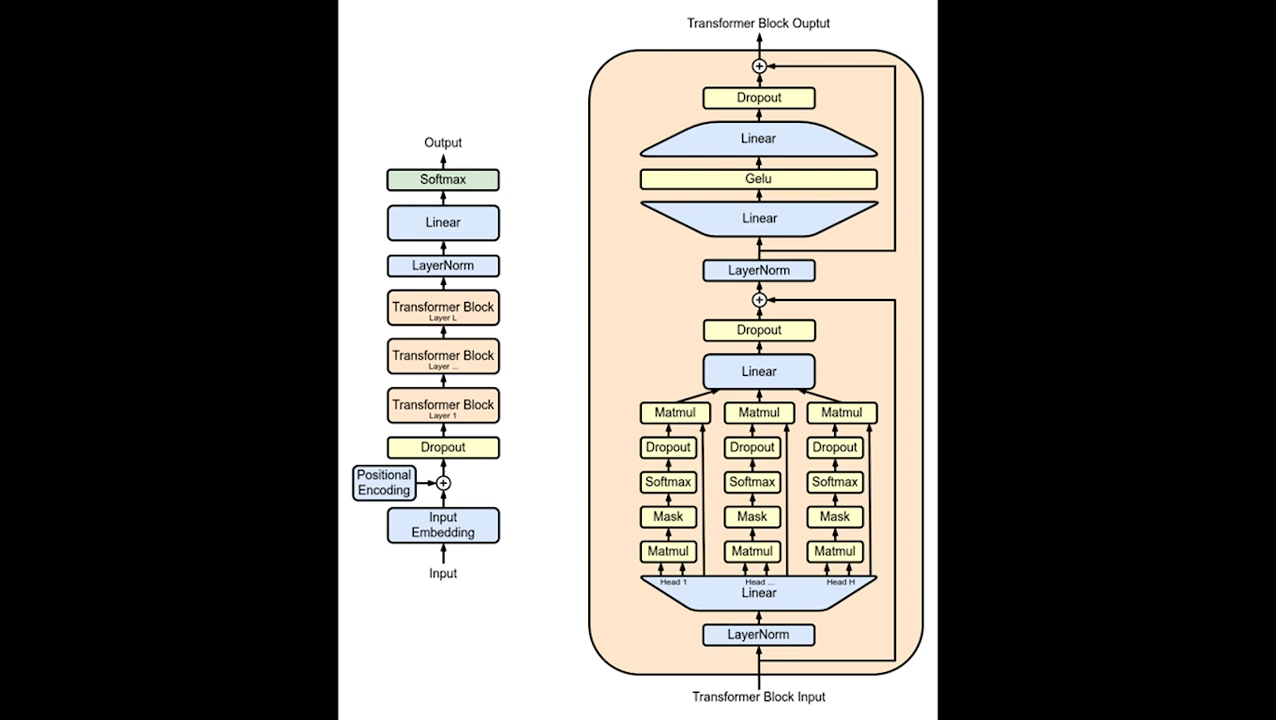 Output
Softmax
Linear
LayerNorm
Transformer Block
Layer L
Transformer Block
Layer ...
Transformer Block
Layer 1
Dropout
Positional
Encoding
+
Input
Embedding
Input
Transformer Block Ouptut
+
Dropout
Linear
Gelu
Linear
LayerNorm
+
Dropout
Linear
Matmul Matmul Matmul
Dropout Dropout Dropout
Softmax Softmax Softmax
Mask Mask Mask
Matmul Matmul Matmul
Head 1 Head ... Head H
Linear
LayerNorm
Transformer Block Input